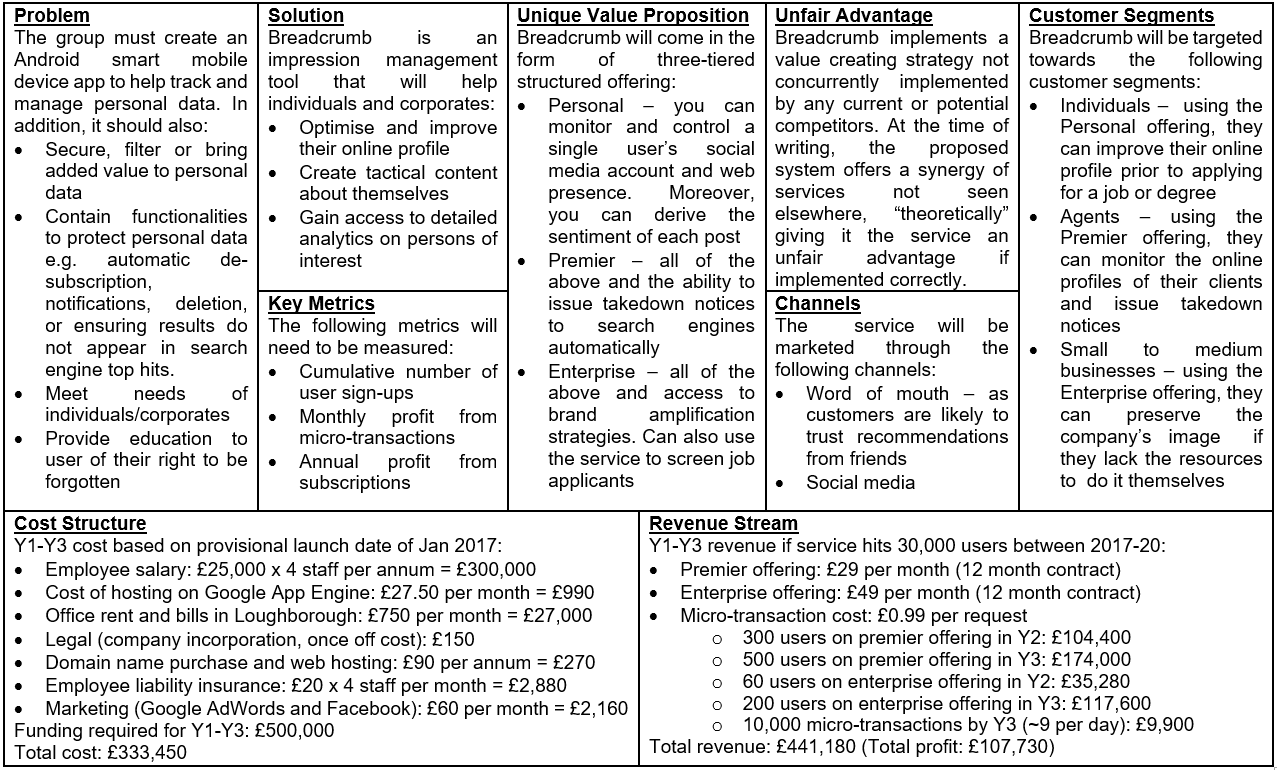 Problem
The group must create an
Android smart mobile
device app to help track and
manage personal data. In
addition, it should also:
• Secure, filter or bring
added value to personal
data
• Contain functionalities
to protect personal data
e.g. automatic de-
subscription,
notifications, deletion,
or ensuring results do
not appear in search
engine top hits.
• Meet needs of
individuals/corporates
• Provide education to
user of their right to be
forgotten
Solution
Breadcrumb is an
impression management
tool that will help
individuals and corporates:
• Optimise and improve
their online profile
• Create tactical content
about themselves
• Gain access to detailed
analytics on persons of
interest
Key Metrics
The following metrics will
need to be measured:
• Cumulative number of
user sign-ups
• Monthly profit from
micro-transactions
• Annual profit from
subscriptions
Unique Value Proposition
Breadcrumb will come in the
form of three-tiered
structured offering:
• Personal – you can
monitor and control a
single user's social
media account and web
presence. Moreover,
you can derive the
sentiment of each post
• Premier – all of the
above and the ability to
issue takedown notices
to search engines
automatically
• Enterprise – all of the
above and access to
brand amplification
strategies. Can also use
the service to screen job
applicants
Unfair Advantage
Breadcrumb implements a
value creating strategy not
concurrently implemented
by any current or potential
competitors. At the time of
writing, the proposed
system offers a synergy of
services not seen
elsewhere, “theoretically”
giving it the service an
unfair advantage if
implemented correctly.
Channels
The service will be
marketed through the
following channels:
• Word of mouth – as
customers are likely to
trust recommendations
from friends
• Social media
Customer Segments
Breadcrumb will be targeted
towards the following
customer segments:
• Individuals – using the
Personal offering, they
can improve their online
profile prior to applying
for a job or degree
• Agents – using the
Premier offering, they
can monitor the online
profiles of their clients
and issue takedown
notices
• Small to medium
businesses – using the
Enterprise offering, they
can preserve the
company's image if
they lack the resources
to do it themselves
Cost Structure
Y1-Y3 cost based on provisional launch date of Jan 2017:
• Employee salary: £25,000 x 4 staff per annum = £300,000
• Cost of hosting on Google App Engine: £27.50 per month = £990
• Office rent and bills in Loughborough: £750 per month = £27,000
• Legal (company incorporation, once off cost): £150
• Domain name purchase and web hosting: £90 per annum = £270
• Employee liability insurance: £20 x 4 staff per month = £2,880
• Marketing (Google AdWords and Facebook): £60 per month = £2,160
Funding required for Y1-Y3: £500,000
Total cost: £333,450
Revenue Stream
Y1-Y3 revenue if service hits 30,000 users between 2017-20:
• Premier offering: £29 per month (12 month contract)
• Enterprise offering: £49 per month (12 month contract)
• Micro-transaction cost: £0.99 per request
o 300 users on premier offering in Y2: £104,400
o 500 users on premier offering in Y3: £174,000
o 60 users on enterprise offering in Y2: £35,280
o 200 users on enterprise offering in Y3: £117,600
o 10,000 micro-transactions by Y3 (~9 per day): £9,900
Total revenue: £441,180 (Total profit: £107,730)